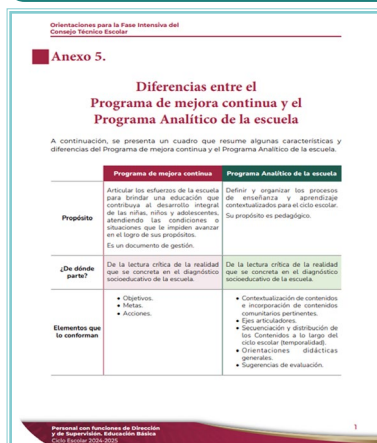 Orientaciones para la Fase Intensiva del
Consejo Técnico Escolar
Anexo 5.
Diferencias entre el
Programa de mejora continua y el
Programa Analítico de la escuela
A continuación, se presenta un cuadro que resume algunas características y
diferencias del Programa de mejora continua y el Programa Analítico de la escuela.
Programa de mejora continua
Programa Analítico de la escuela
Propósito
Articular los esfuerzos de la escuela
para brindar una educación que
contribuya al desarrollo integral
de las niñas, niños y adolescentes,
atendiendo las condiciones o
situaciones que le impiden avanzar
en el logro de sus propósitos.
Es un documento de gestión.
Definir y organizar los procesos
de enseñanza y aprendizaje
contextualizados para el ciclo escolar.
Su propósito es pedagógico.
¿De dónde
parte?
De la lectura crítica de la realidad
que se concreta en el diagnóstico
socioeducativo de la escuela.
De la lectura crítica de la realidad
que se concreta en el diagnóstico
socioeducativo de la escuela.
Elementos que
lo conforman
• Objetivos.
• Metas.
• Acciones.
• Contextualización de contenidos
e incorporación de contenidos
comunitarios pertinentes.
• Ejes articuladores.
• Secuenciación y distribución de
los Contenidos a lo largo del
ciclo escolar (temporalidad).
• Orientaciones didácticas
generales.
• Sugerencias de evaluación.
Personal con funciones de Dirección
y de Supervisión. Educación Básica
Ciclo Escolar 2024-2025
1